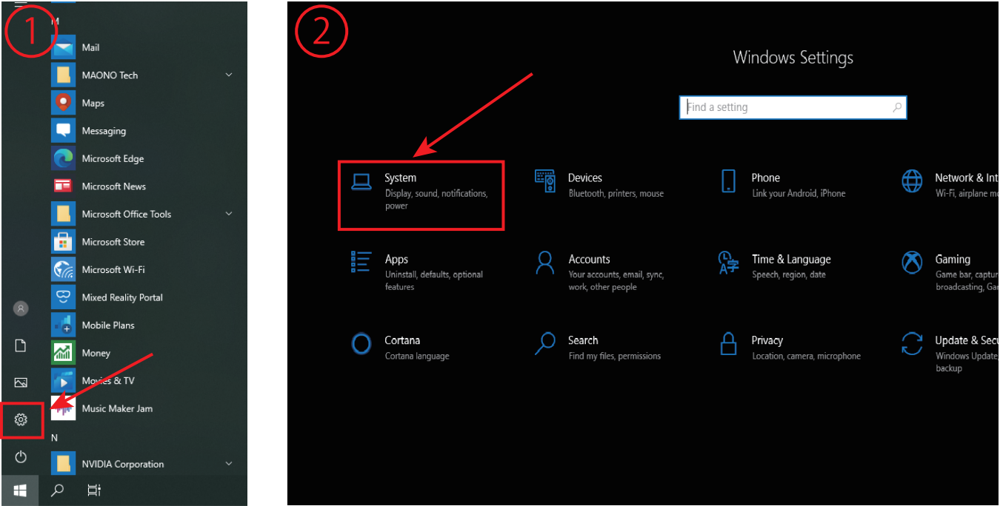 1
M
Mail
MAONO Tech
Maps
Messaging
Microsoft Edge
Microsoft News
Microsoft Office Tools
Microsoft Store
Microsoft Wi-Fi
Mixed Reality Portal
Mobile Plans
Money
Movies & TV
Music Maker Jam
N
NVIDIA Corporation
2
Windows Settings
Find a setting
System
Display, sound, notifications,
power
Devices
Bluetooth, printers, mouse
Phone
Link your Android, iPhone
Network & Int
Wi-Fi, airplane mo
Apps
Uninstall, defaults, optional
features
Accounts
Your accounts, email, sync,
work, other people
Time & Language
Speech, region, date
Gaming
Game bar, captur
broadcasting, Gar
Cortana
Cortana language
Search
Find my files, permissions
Privacy
Location, camera, microphone
Update & Secu
Windows Update,
backup